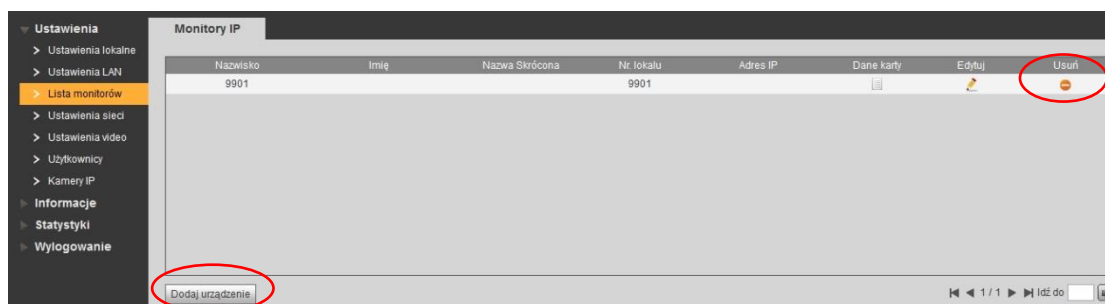 Ustawienia
Ustawienia lokalne
Ustawienia LAN
Lista monitorów
Ustawienia sieci
Ustawienia video
Użytkownicy
Kamery IP
Informacje
Statystyki
Wylogowanie
Monitory IP
Nazwisko Imię Nazwa Skrócona Nr. lokalu Adres IP Dane karty Edytuj Usuń
9901 9901
Dodaj urządzenie
1 / 1 Idź do